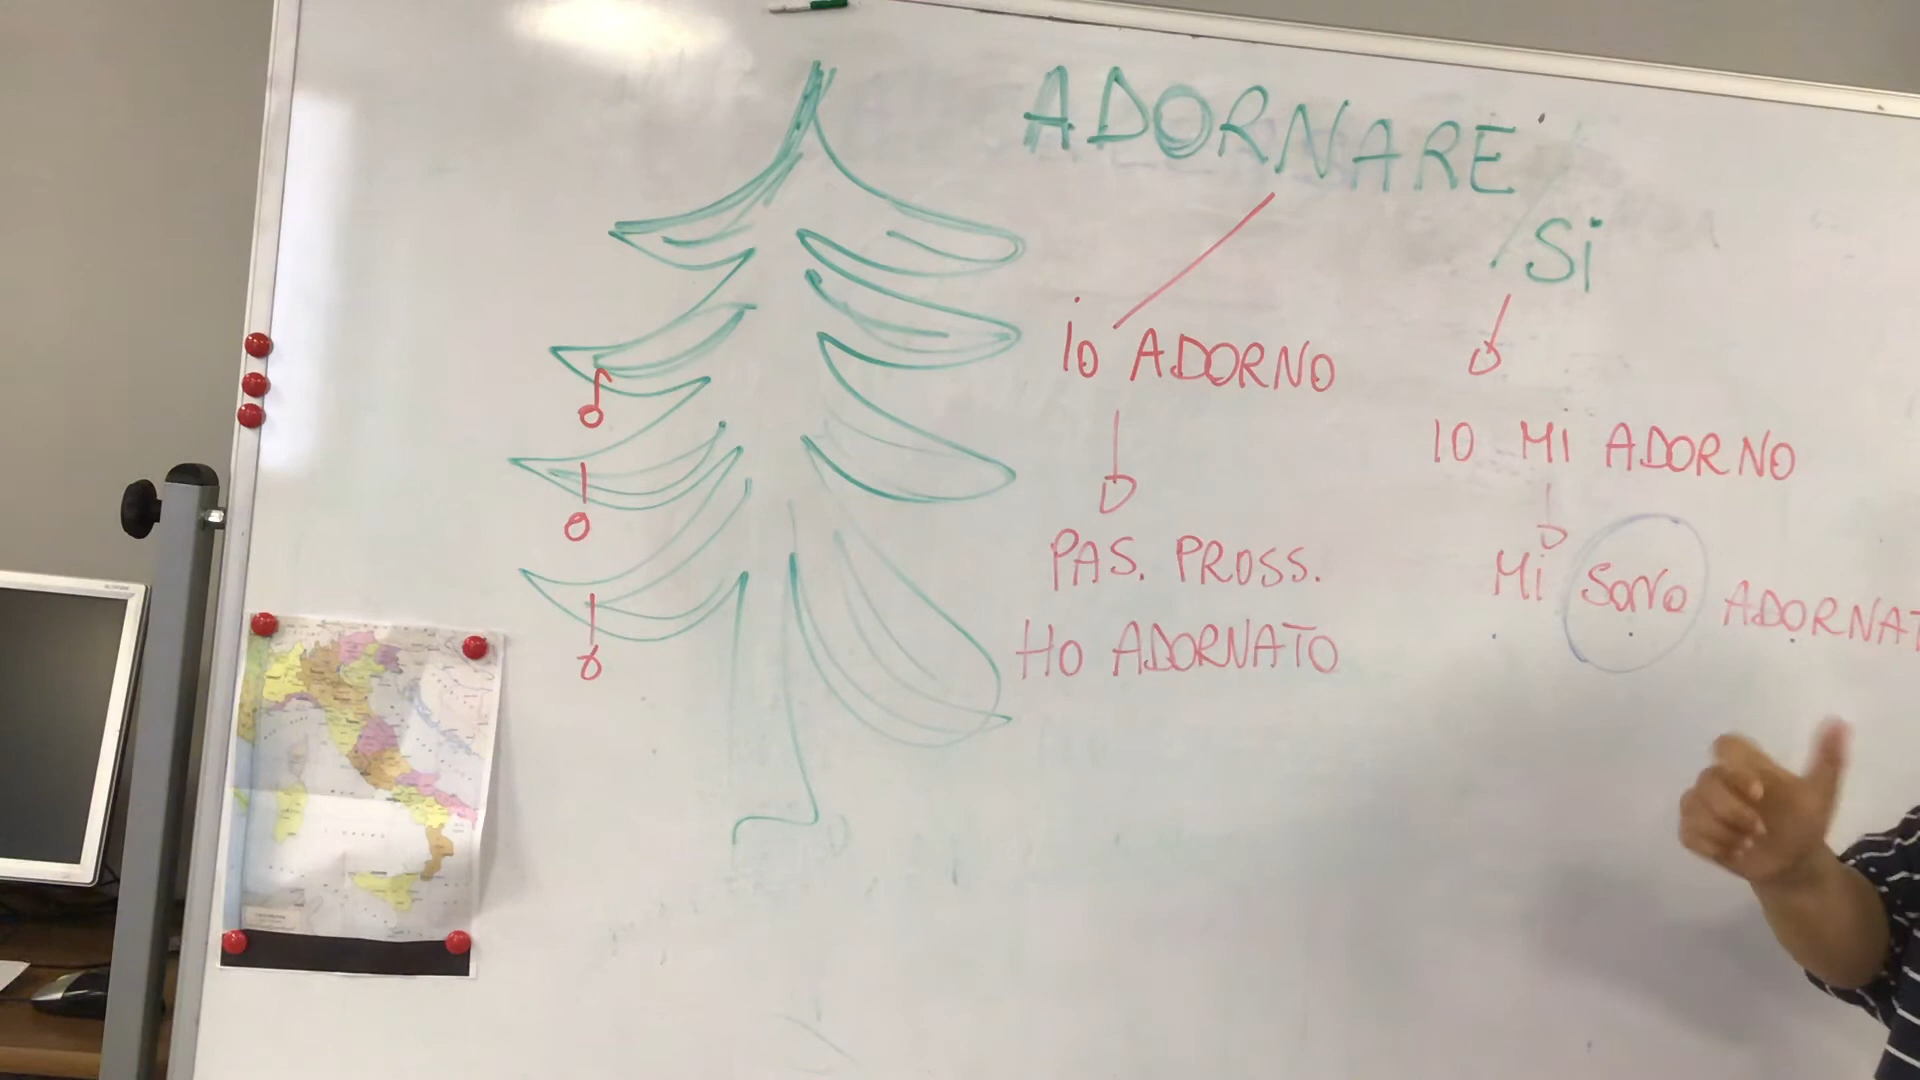 ADORNARE
Si
io ADORNO
IO Mi ADORNO
PAS. PROSS.
Mi SONO ADORNAT
HO ADORNATO